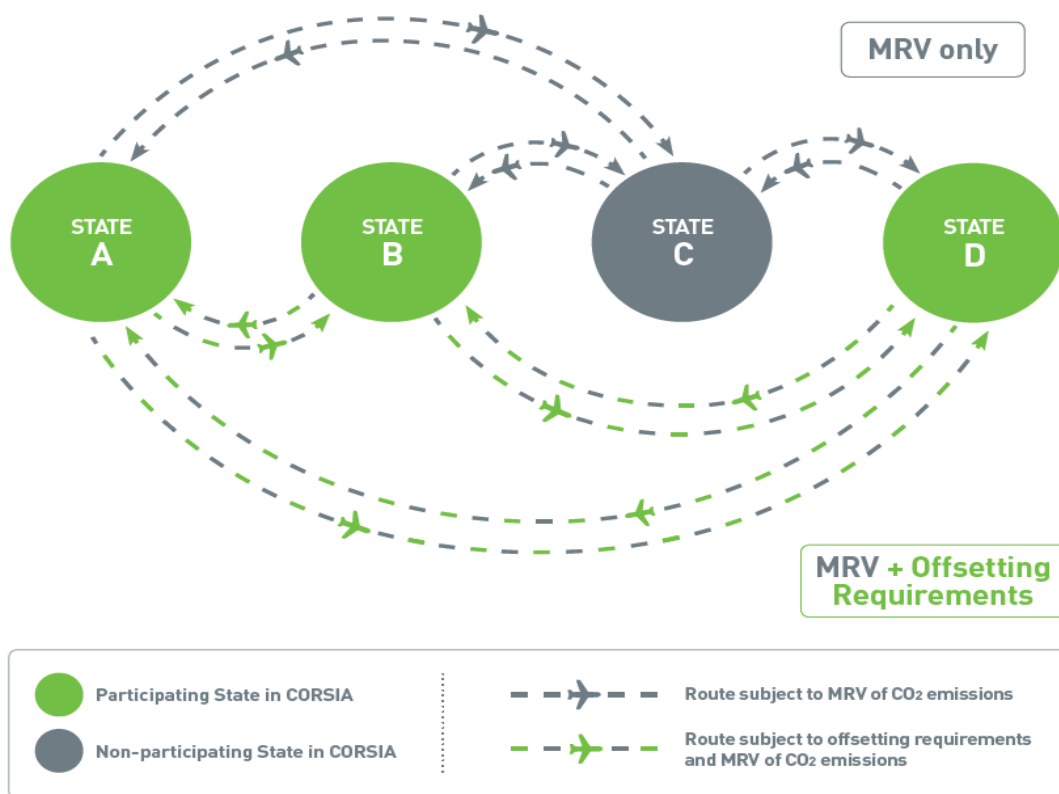 MRV only
STATE
A
STATE
B
STATE
C
STATE
D
MRV + Offsetting
Requirements
Participating State in CORSIA
Non-participating State in CORSIA
Route subject to MRV of CO₂ emissions
Route subject to offsetting requirements
and MRV of CO₂ emissions